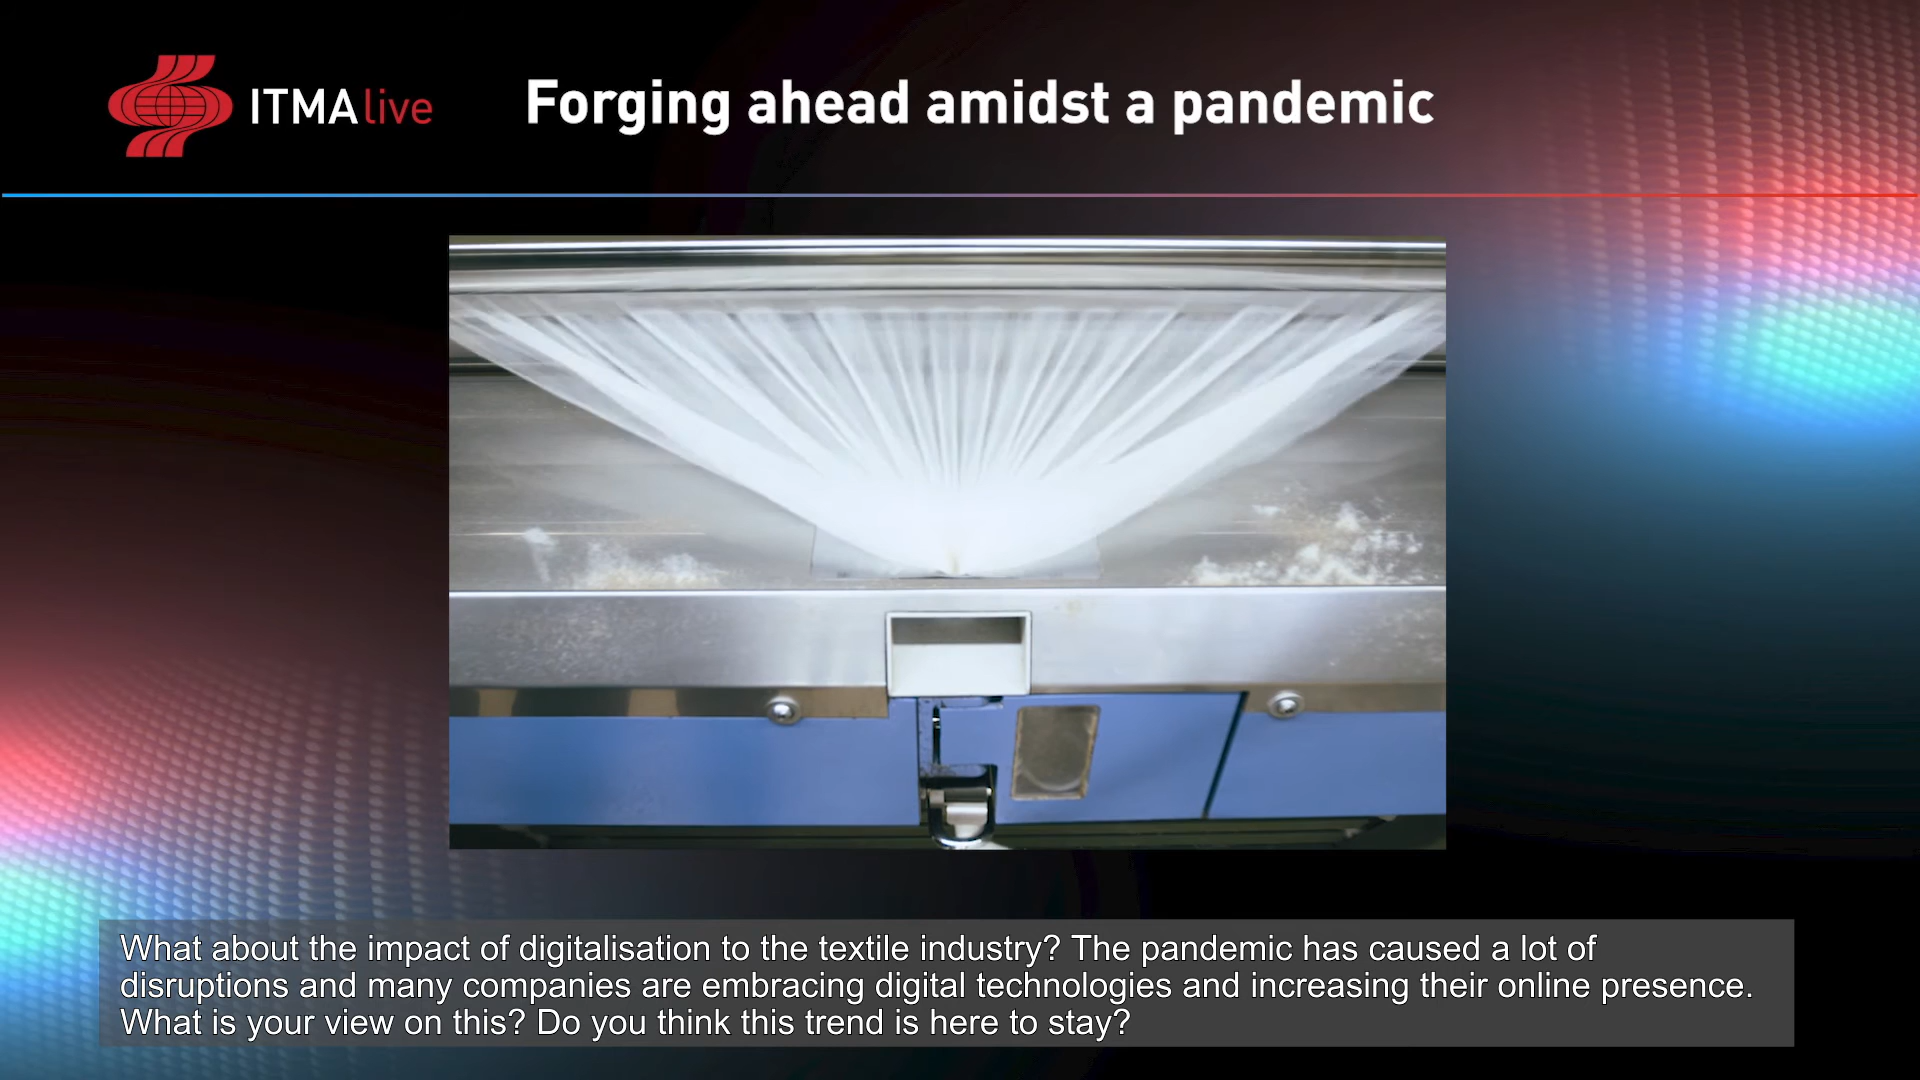 ITMAlive
Forging ahead amidst a pandemic
What about the impact of digitalisation to the textile industry? The pandemic has caused a lot of
disruptions and many companies are embracing digital technologies and increasing their online presence.
What is your view on this? Do you think this trend is here to stay?